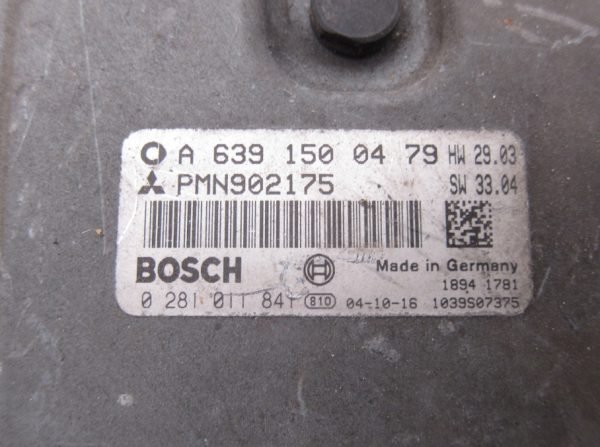 A 639 150 04 79 HW 29.03
PMN902175 SW 33.04
BOSCH Made in Germany
1894 1781
0 281 011 841 810 04-10-16 1039S07375